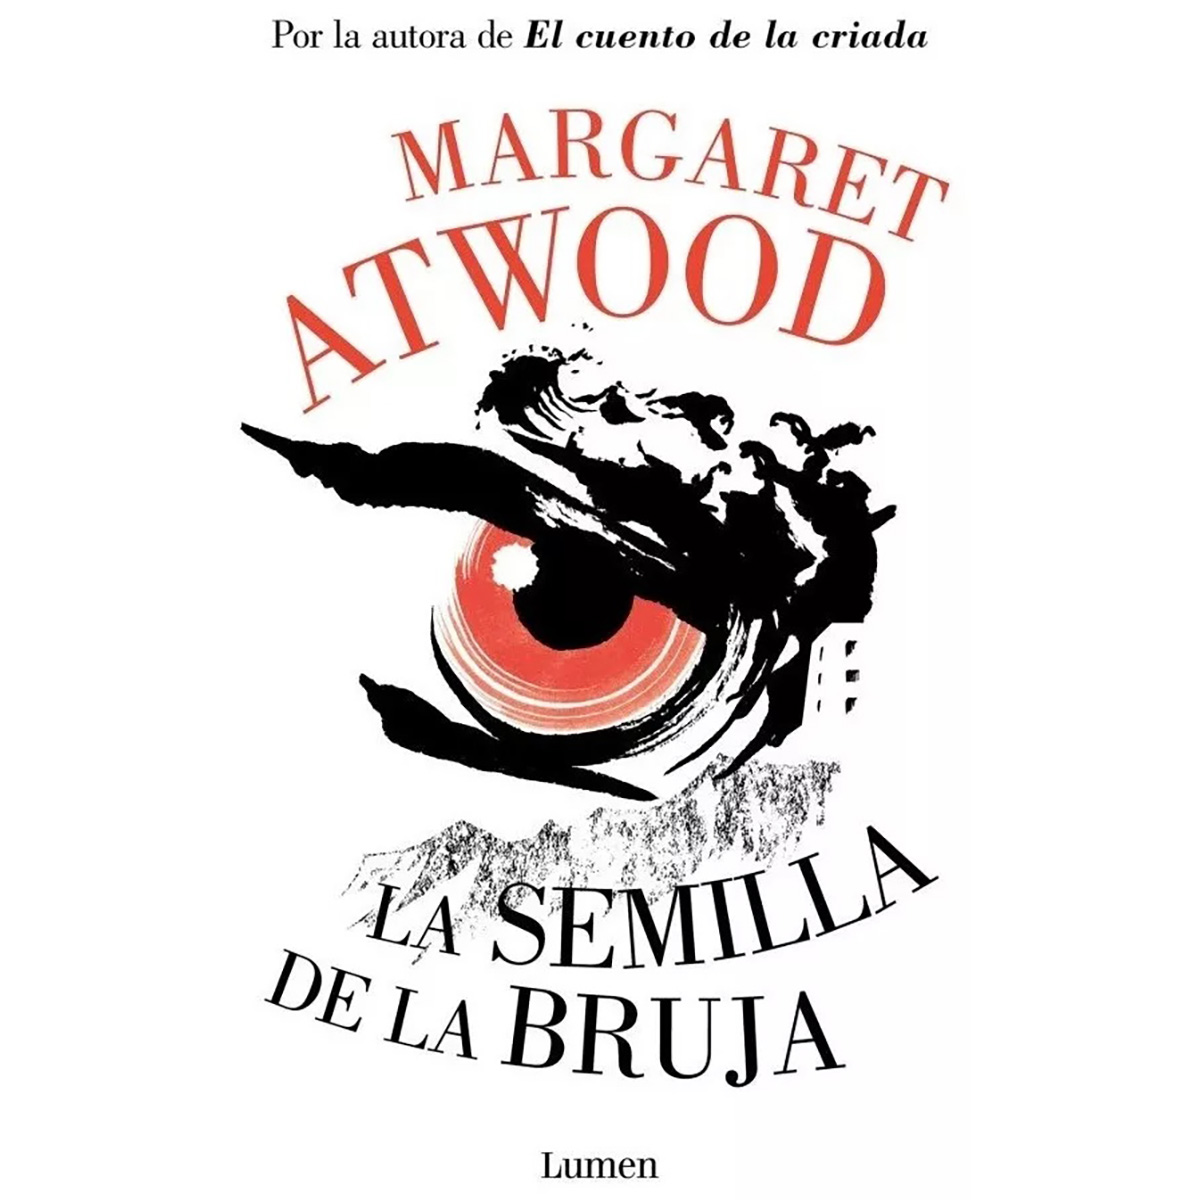 Por la autora de El cuento de la criada
MARGARET
ATWOOD
LA SEMILLA
DE LA BRUJA
Lumen